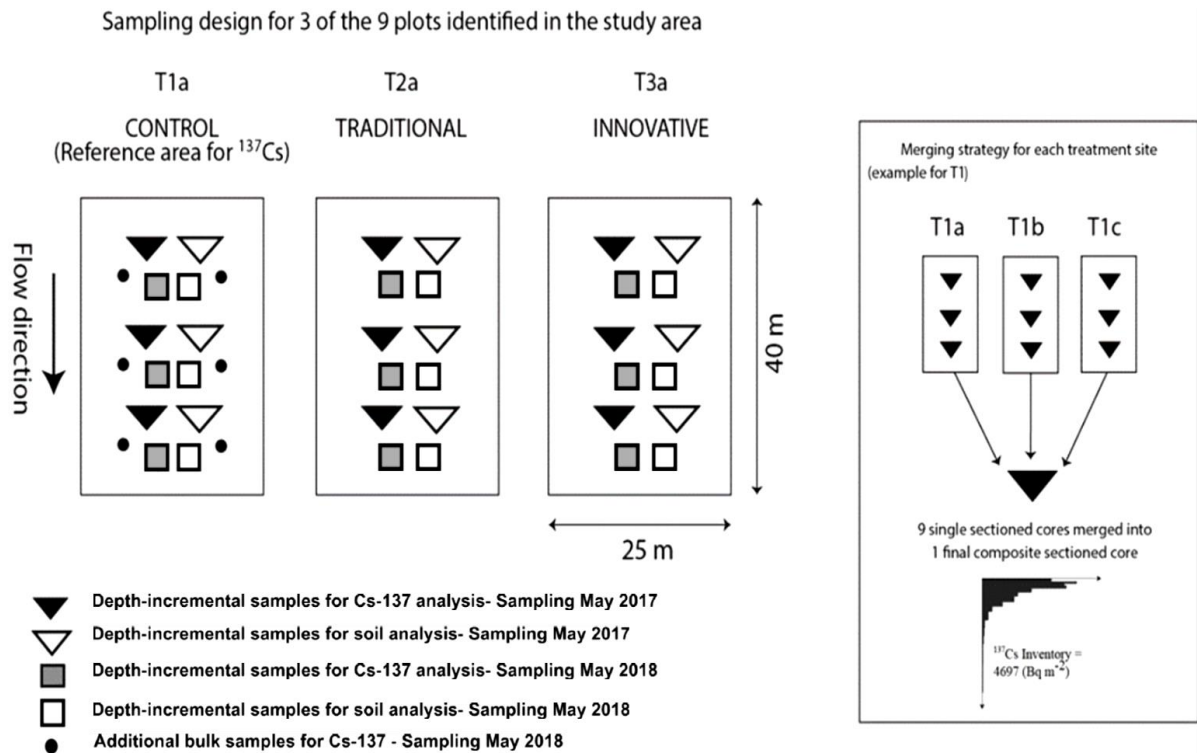 Sampling design for 3 of the 9 plots identified in the study area
T1a
CONTROL
(Reference area for ¹³⁷Cs)
T2a
TRADITIONAL
T3a
INNOVATIVE
Flow direction
40 m
25 m
Depth-incremental samples for Cs-137 analysis- Sampling May 2017
Depth-incremental samples for soil analysis- Sampling May 2017
Depth-incremental samples for Cs-137 analysis- Sampling May 2018
Depth-incremental samples for soil analysis- Sampling May 2018
Additional bulk samples for Cs-137 - Sampling May 2018
Merging strategy for each treatment site
(example for T1)
T1a T1b T1c
9 single sectioned cores merged into
1 final composite sectioned core
¹³⁷Cs Inventory =
4697 (Bq m⁻²)